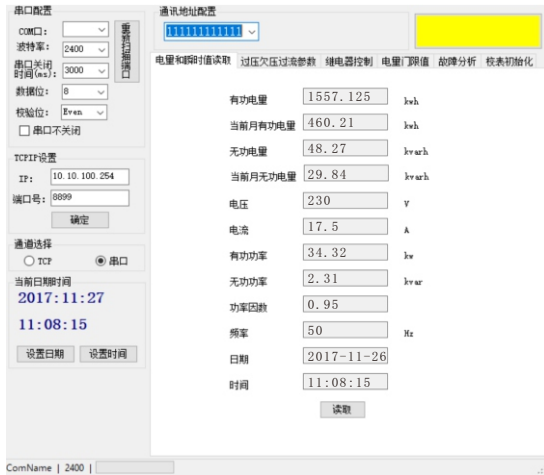 串口配置
COM口:
重新扫描端口
波特率: 2400
串口关闭时间(ms): 3000
数据位: 8
校验位: Even
串口不关闭
TCPIP设置
IP: 10.10.100.254
端口号: 8899
确定
通道选择
TCP 串口
当前日期时间
2017:11:27
11:08:15
设置日期 设置时间
通讯地址配置
111111111111
电量和瞬时值读取 过压欠压过流参数 继电器控制 电量门限值 故障分析 校表初始化
有功电量 1557.125 kwh
当前月有功电量 460.21 kwh
无功电量 48.27 kvarh
当前月无功电量 29.84 kvarh
电压 230 V
电流 17.5 A
有功功率 34.32 kw
无功功率 2.31 kvar
功率因数 0.95
频率 50 Hz
日期 2017-11-26
时间 11:08:15
读取
ComName | 2400 |